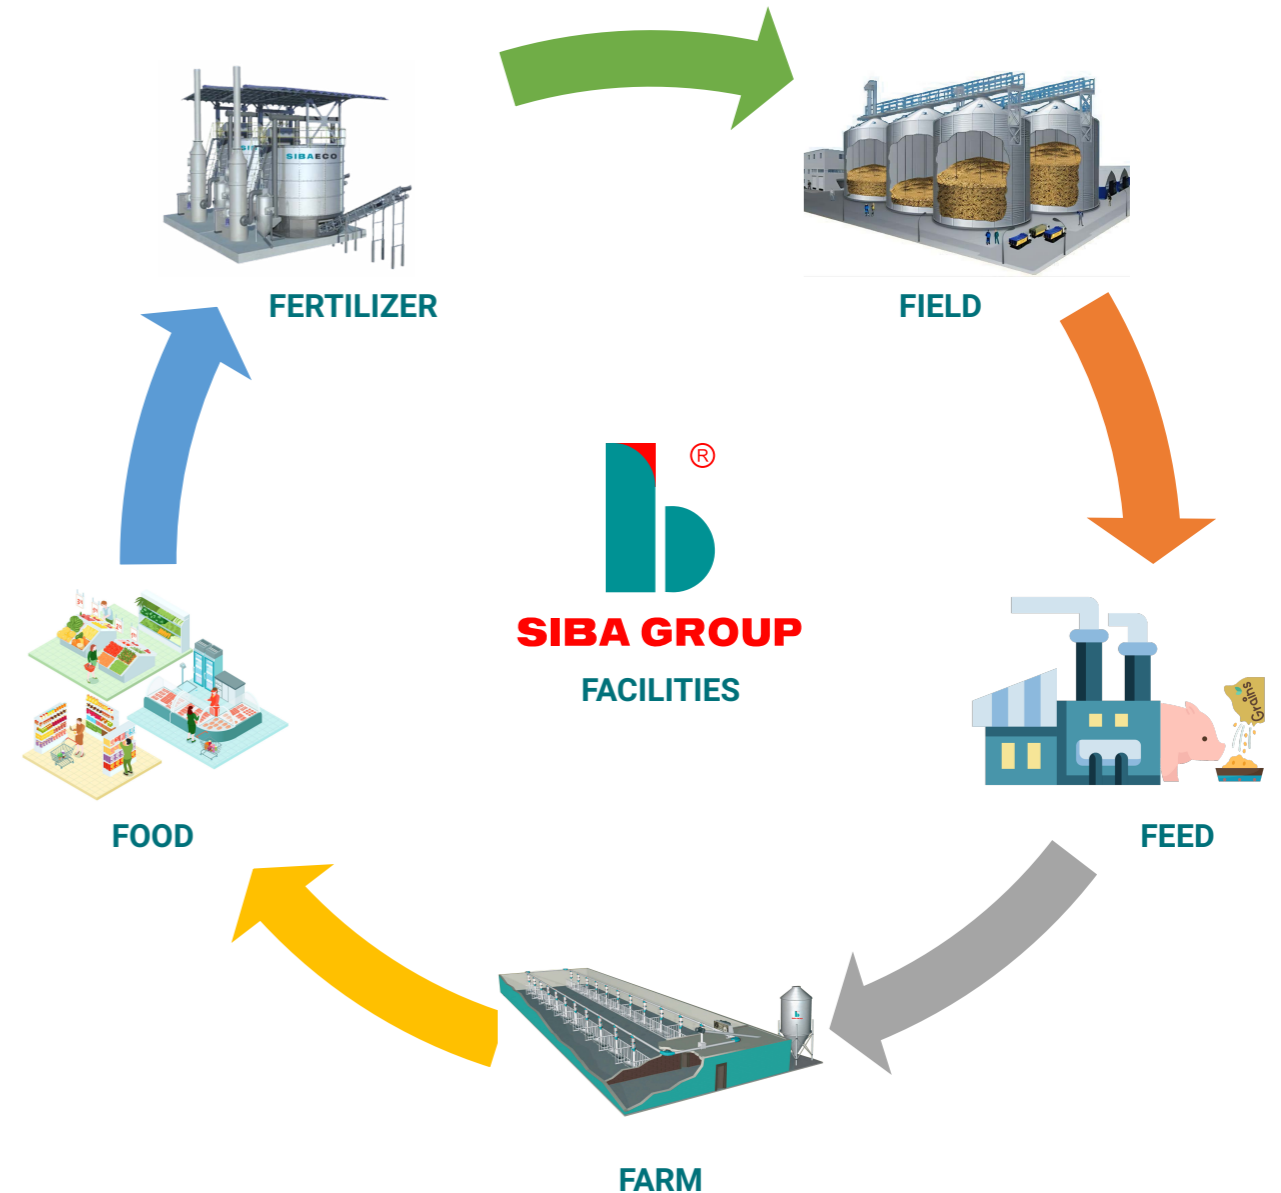 SIBAECO
FERTILIZER
FIELD
®
SIBA GROUP
FACILITIES
Grains
FOOD
FEED
FARM